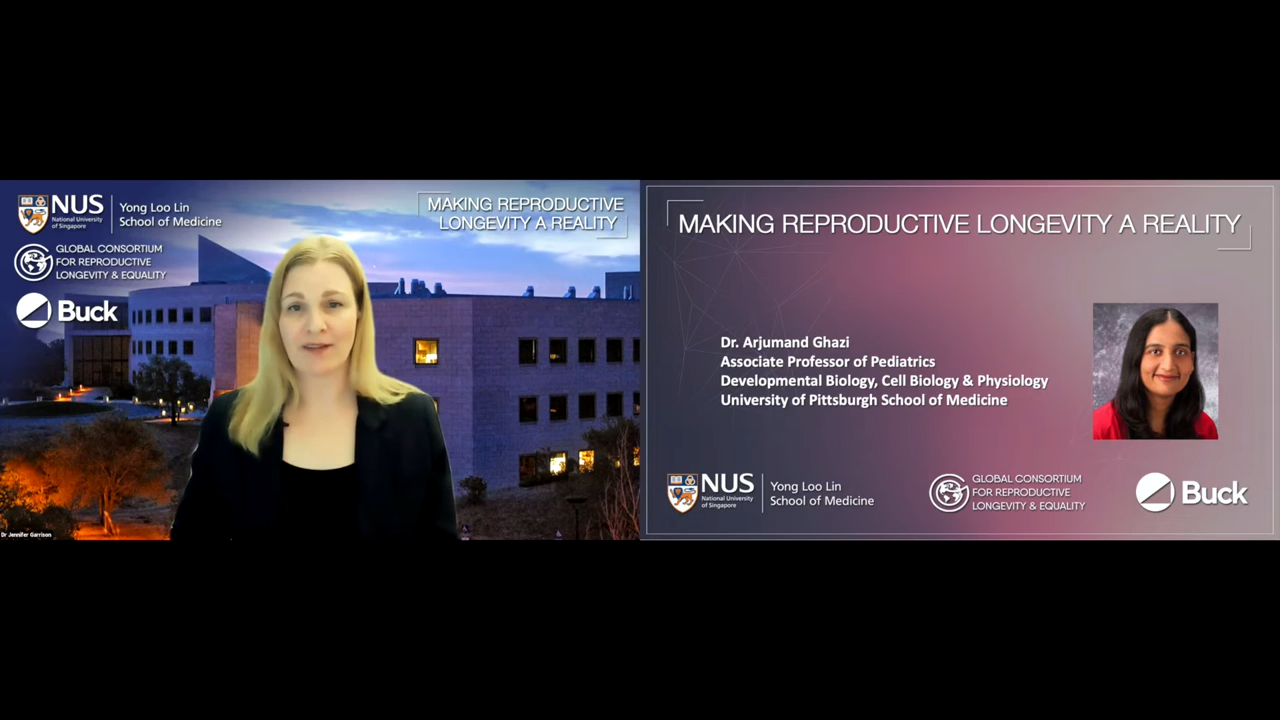 NUS
National University
of Singapore
Yong Loo Lin
School of Medicine
GLOBAL CONSORTIUM
FOR REPRODUCTIVE
LONGEVITY & EQUALITY
Buck
MAKING REPRODUCTIVE
LONGEVITY A REALITY
Dr Jennifer Garrison
MAKING REPRODUCTIVE LONGEVITY A REALITY
Dr. Arjumand Ghazi
Associate Professor of Pediatrics
Developmental Biology, Cell Biology & Physiology
University of Pittsburgh School of Medicine
NUS
National University
of Singapore
Yong Loo Lin
School of Medicine
GLOBAL CONSORTIUM
FOR REPRODUCTIVE
LONGEVITY & EQUALITY
Buck